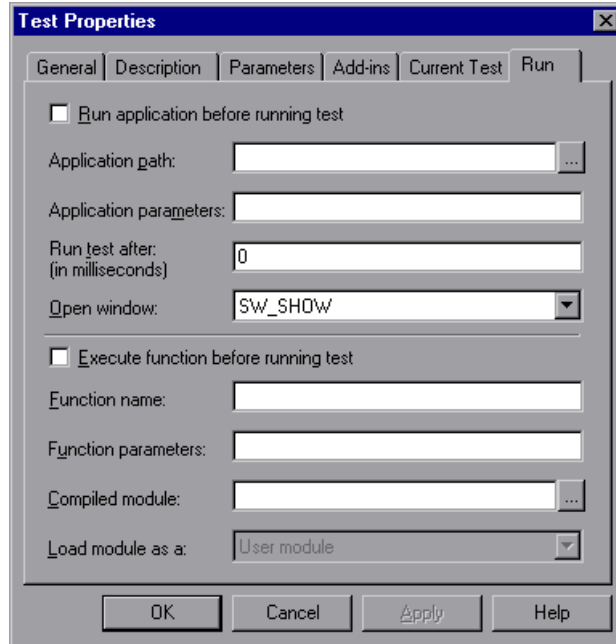 Test Properties
General Description Parameters Add-ins Current Test Run
Run application before running test
Application path: ...
Application parameters:
Run test after:
(in milliseconds)
0
Open window: SW_SHOW
Execute function before running test
Function name:
Function parameters:
Compiled module: ...
Load module as a: User module
OK Cancel Apply Help